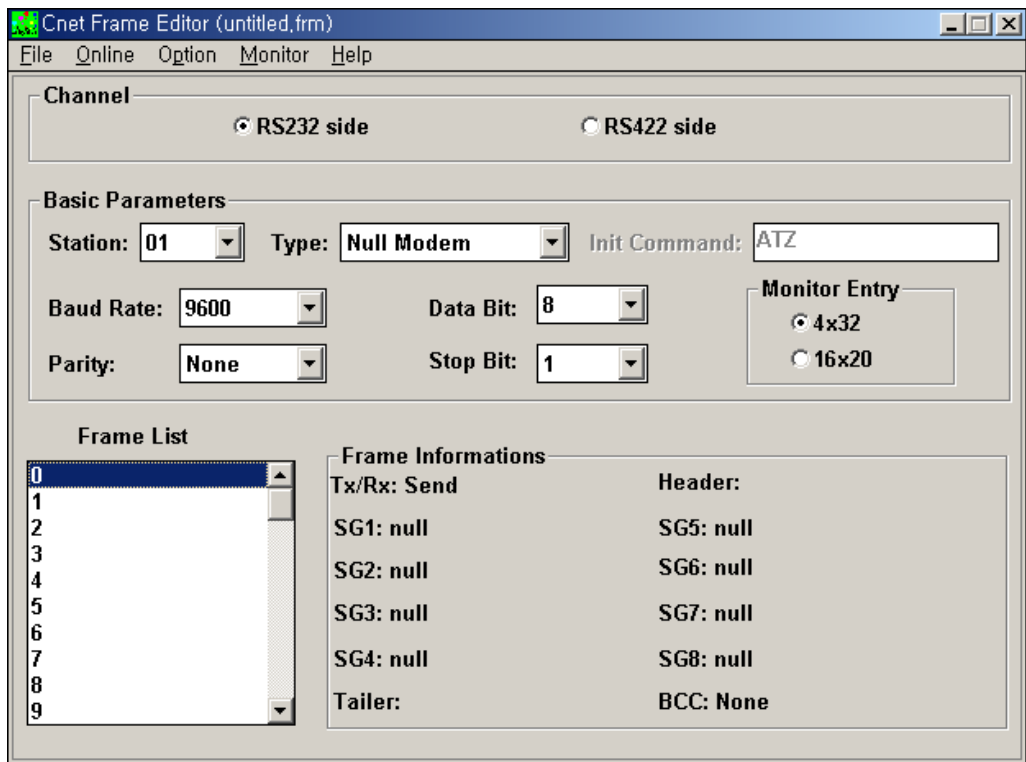 Cnet Frame Editor (untitled,frm)
File Online Option Monitor Help
Channel
RS232 side RS422 side
Basic Parameters
Station: 01 Type: Null Modem Init Command: ATZ
Baud Rate: 9600 Data Bit: 8
Monitor Entry
4x32
Parity: None Stop Bit: 1
16x20
Frame List
Frame Informations
0
1
2
3
4
5
6
7
8
9
Tx/Rx: Send Header:
SG1: null SG5: null
SG2: null SG6: null
SG3: null SG7: null
SG4: null SG8: null
Tailer: BCC: None